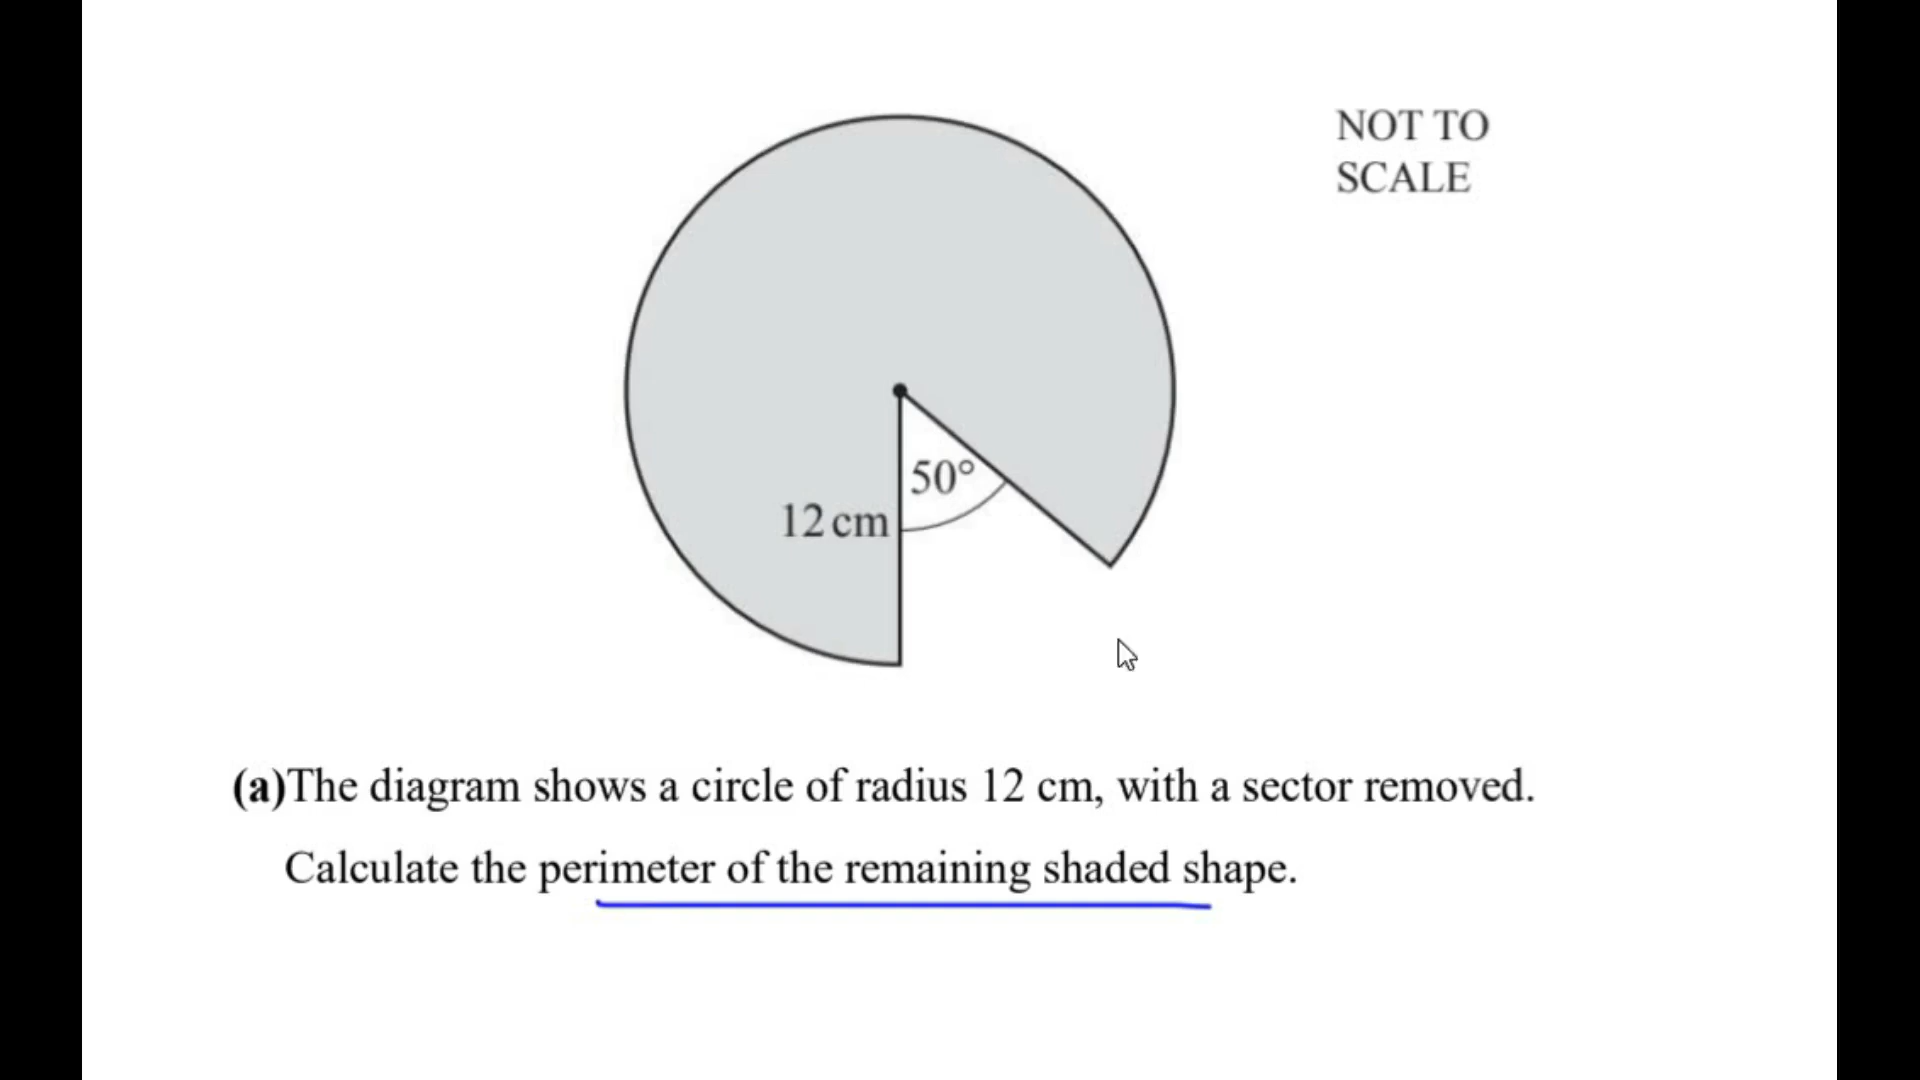 NOT TO
SCALE
50°
12 cm
(a)The diagram shows a circle of radius 12 cm, with a sector removed.
Calculate the perimeter of the remaining shaded shape.